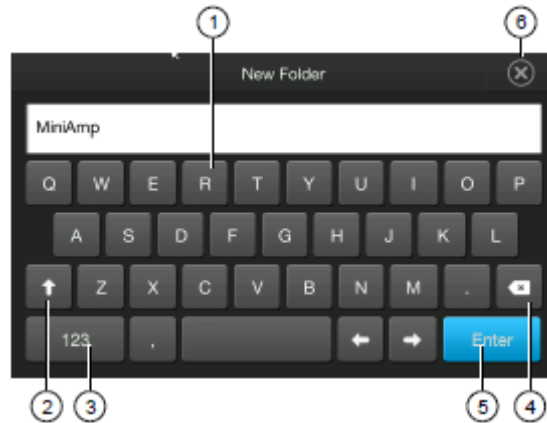 1 6
New Folder
MiniAmp
Q W E R T Y U I O P
A S D F G H J K L
Z X C V B N M .
123 , Enter
2 3 5 4